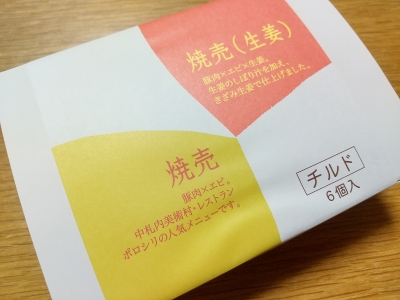 焼売(生姜)
豚肉×エビ×生姜。
生姜のしぼり汁を加え、
きざみ生姜で仕上げました。
焼売
豚肉×エビ。
中札内美術村・レストラン
ポロシリの人気メニューです。
チルド
6個入